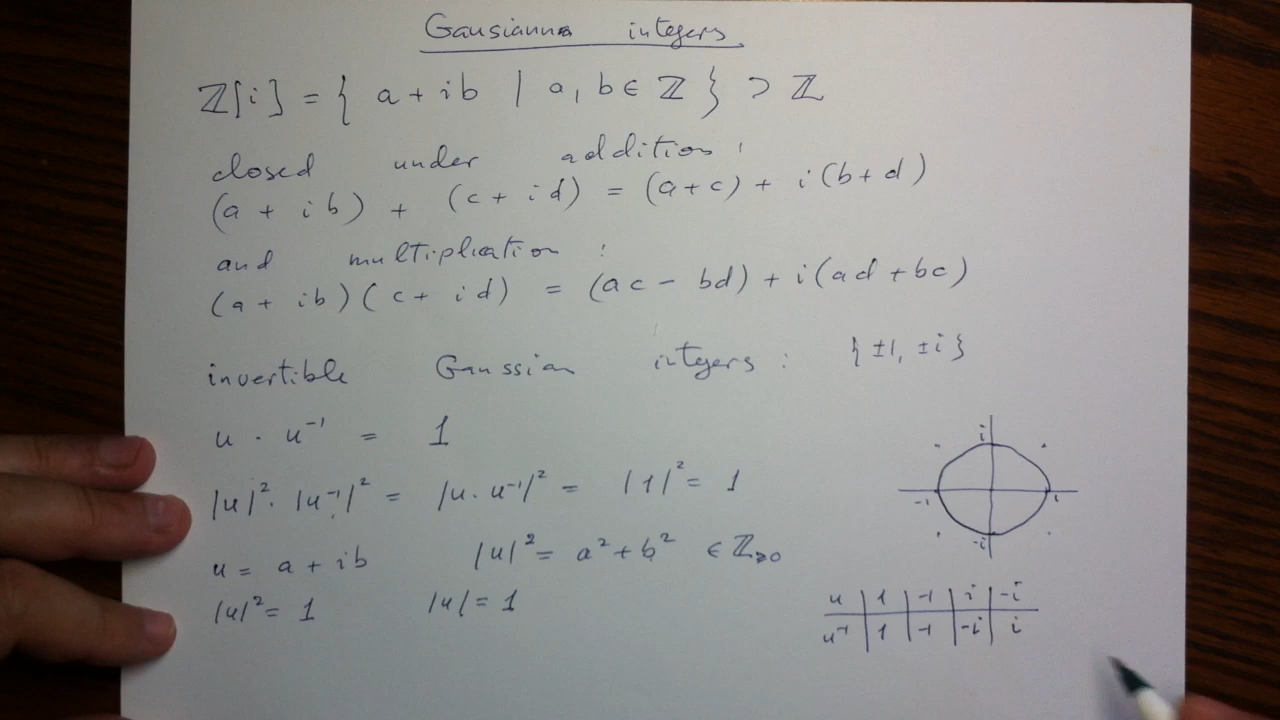 Gausianna integers
ℤ[i] = { a + ib | a, b ∈ ℤ } ⊃ ℤ
closed under addition :
(a + ib) + (c + id) = (a+c) + i(b+d)
and multiplication :
(a + ib)(c + id) = (ac - bd) + i(ad + bc)
invertible Gaussian integers : { ±1, ±i }
u · u⁻¹ = 1
|u|² · |u⁻¹|² = |u · u⁻¹|² = |1|² = 1
u = a + ib |u|² = a² + b² ∈ ℤ≥0
|u|² = 1 |u| = 1
i
-1 1
-i
u | 1 | -1 | i | -i
u⁻¹ | 1 | -1 | -i | i